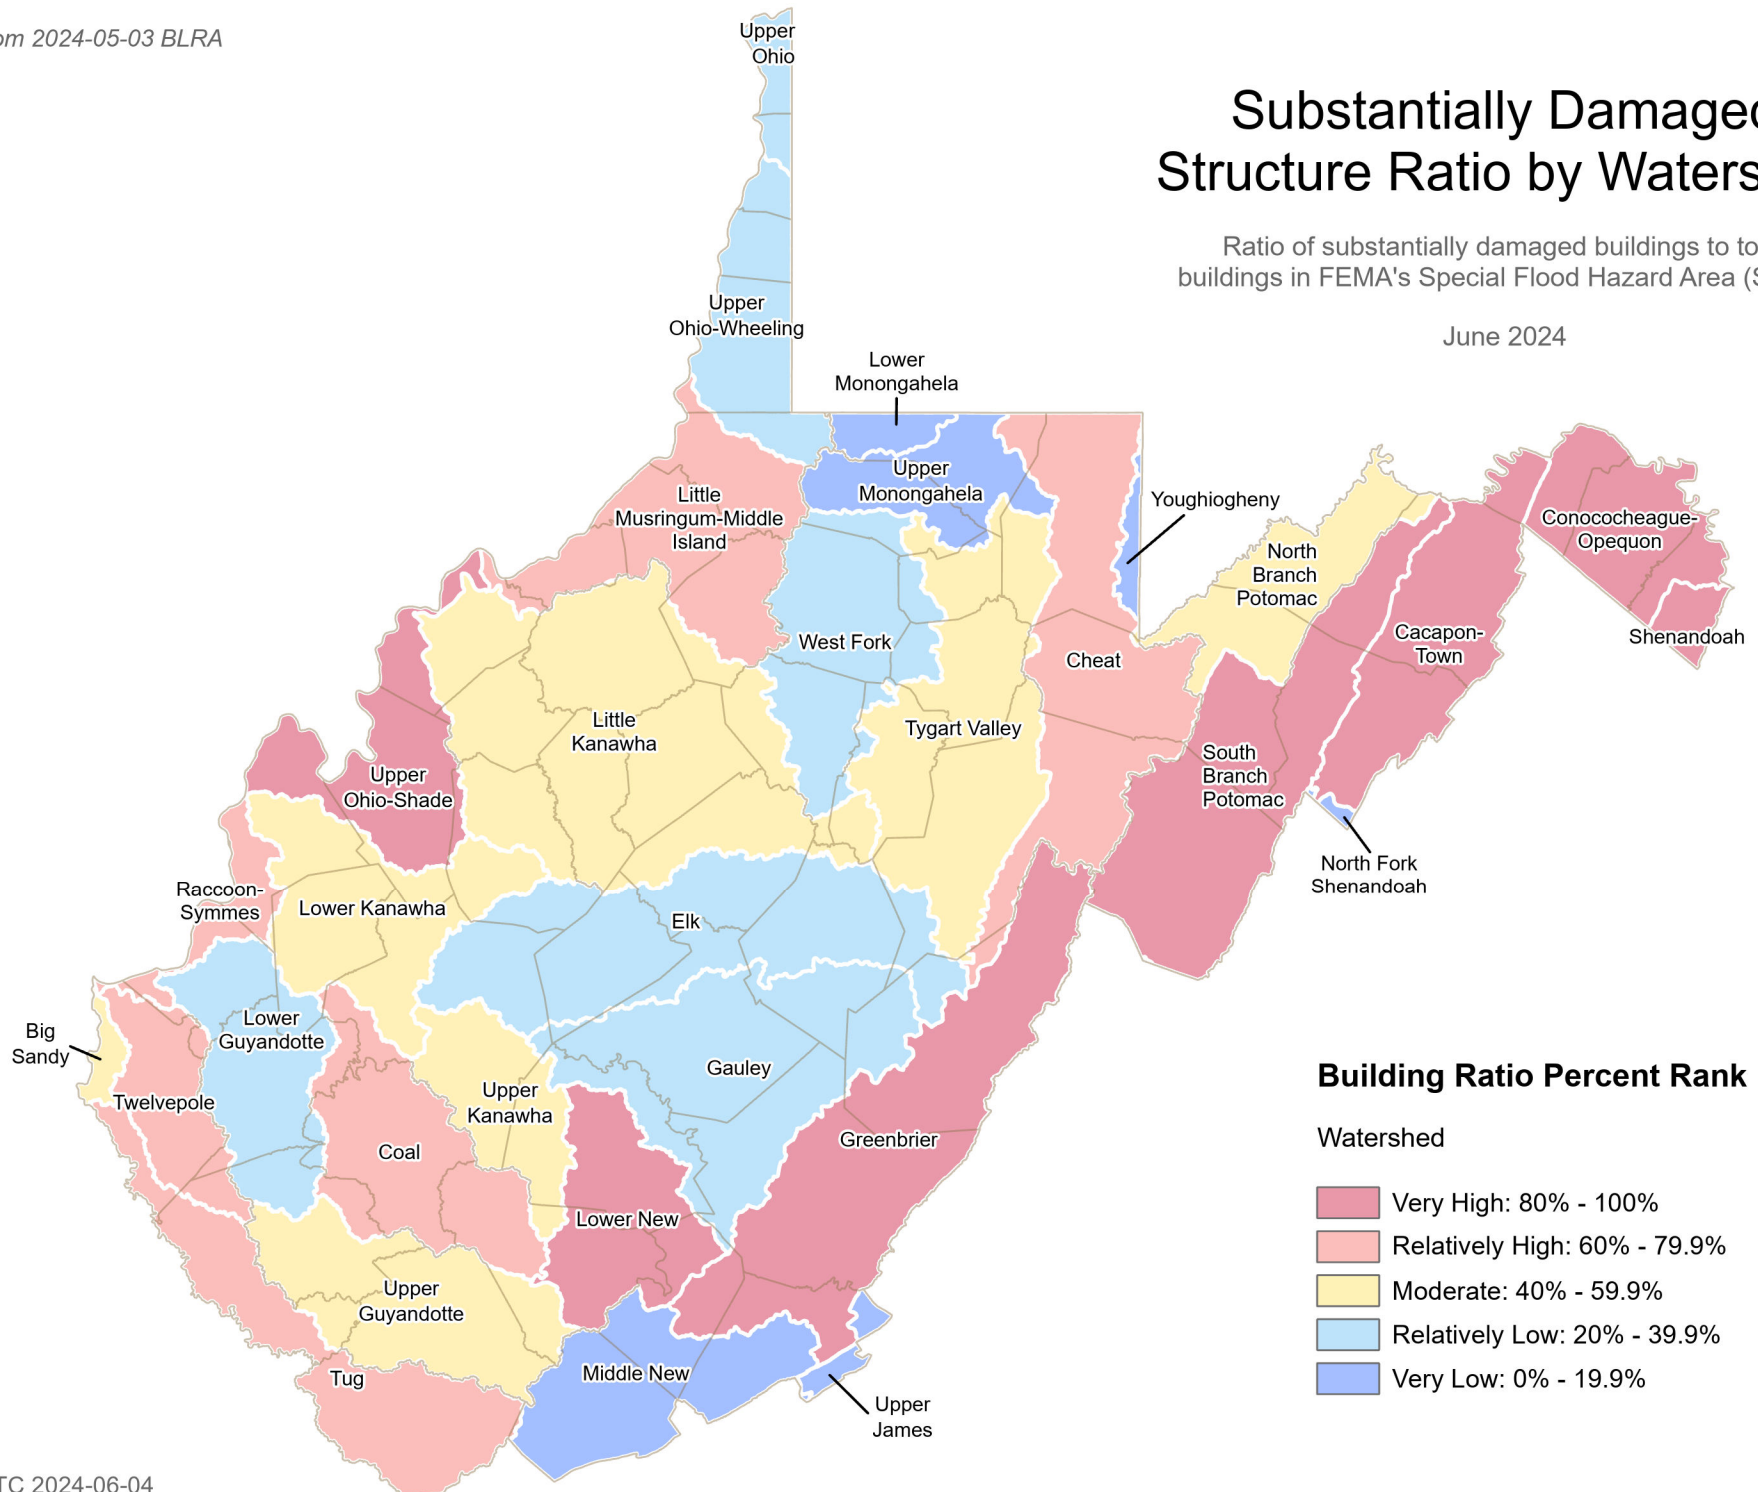 om 2024-05-03 BLRA
Substantially Damaged
Structure Ratio by Waters
Ratio of substantially damaged buildings to to
buildings in FEMA's Special Flood Hazard Area (S
June 2024
Upper
Ohio
Upper
Ohio-Wheeling
Lower
Monongahela
Upper
Monongahela
Youghiogheny
Little
Musringum-Middle
Island
North
Branch
Potomac
Conococheague-
Opequon
Shenandoah
Cacapon-
Town
West Fork
Cheat
Little
Kanawha
Tygart Valley
South
Branch
Potomac
Upper
Ohio-Shade
North Fork
Shenandoah
Raccoon-
Symmes
Lower Kanawha
Elk
Big
Sandy
Lower
Guyandotte
Gauley
Twelvepole
Upper
Kanawha
Coal
Greenbrier
Lower New
Upper
Guyandotte
Tug
Middle New
Upper
James
Building Ratio Percent Rank
Watershed
Very High: 80% - 100%
Relatively High: 60% - 79.9%
Moderate: 40% - 59.9%
Relatively Low: 20% - 39.9%
Very Low: 0% - 19.9%
TC 2024-06-04